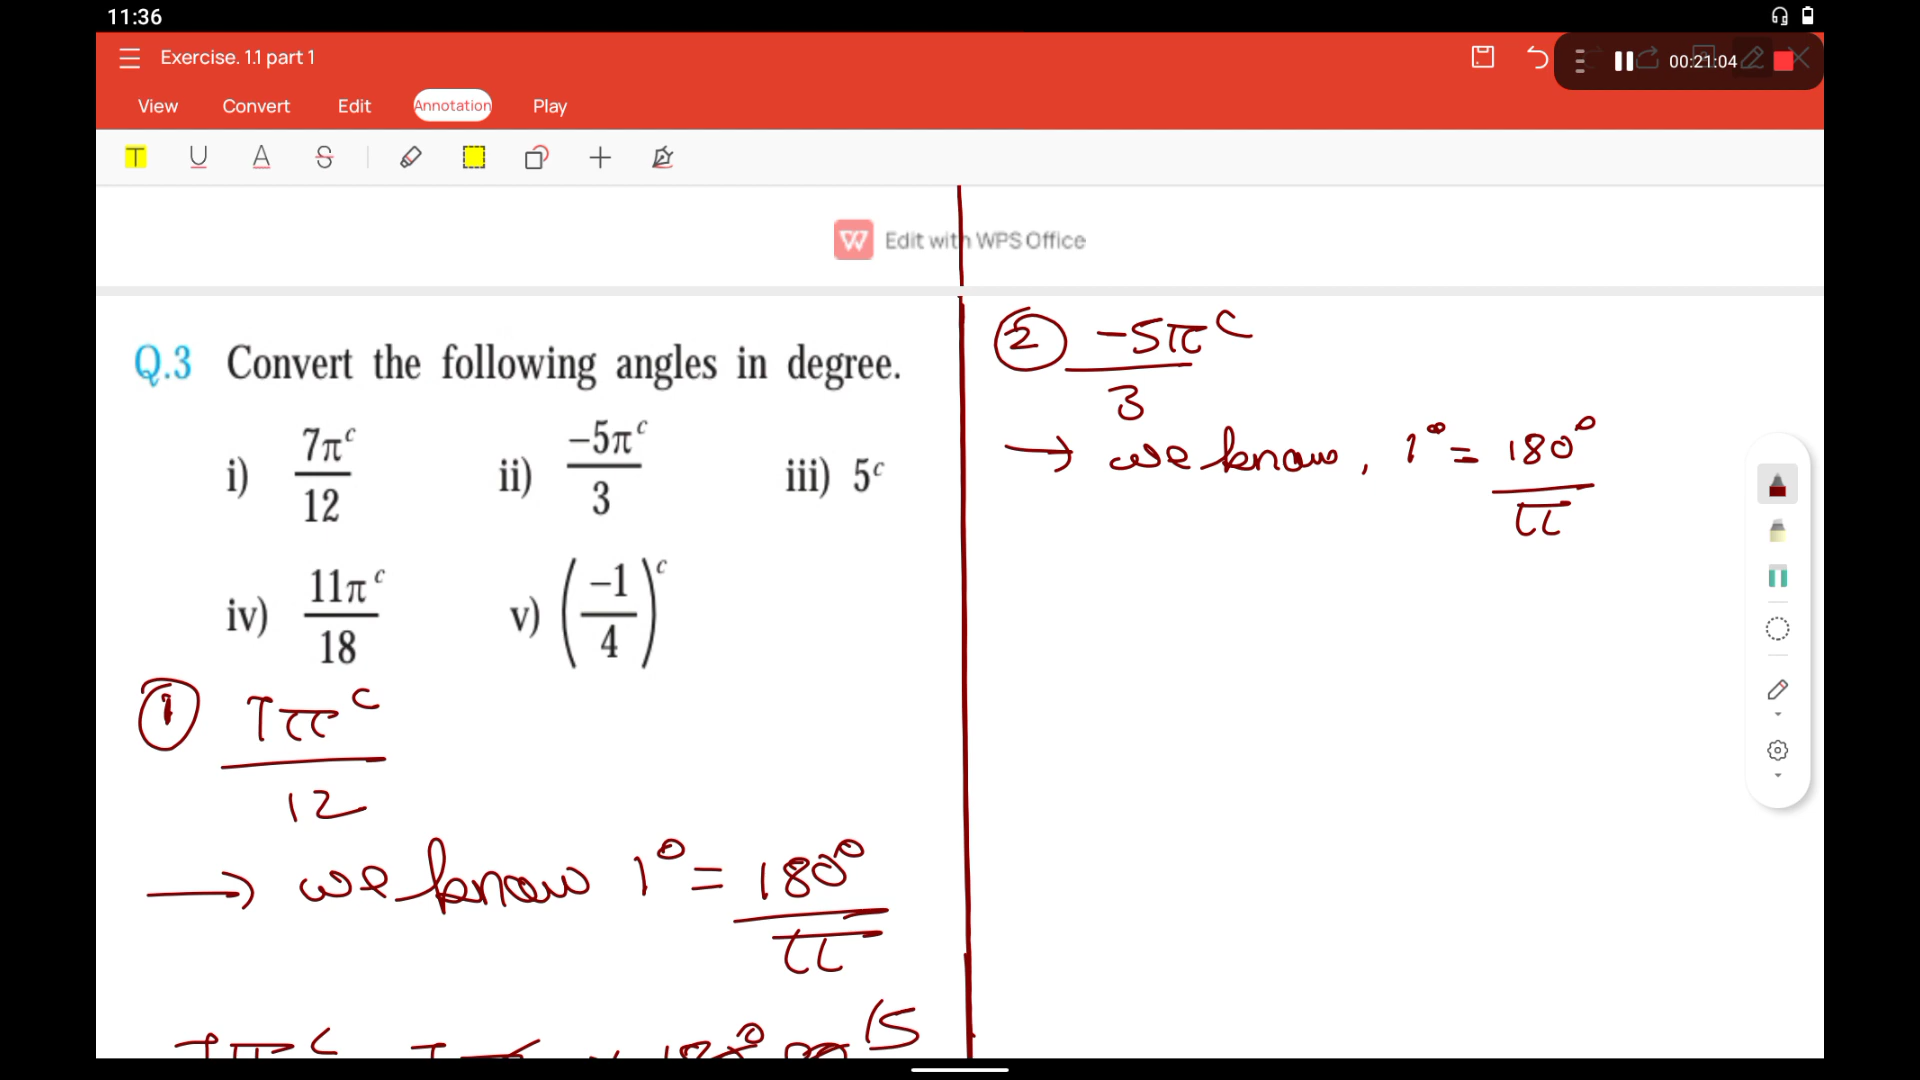 11:36
Exercise. 1.1 part 1
00:21:04
View Convert Edit Annotation Play
T U A S
Edit with WPS Office
Q.3 Convert the following angles in degree.
i) 7π^c/12 ii) -5π^c/3 iii) 5^c
iv) 11π^c/18 v) (-1/4)^c
① 7π^c/12
→ we know 1° = 180°/π
② -5π^c/3
→ we know, 1° = 180°/π